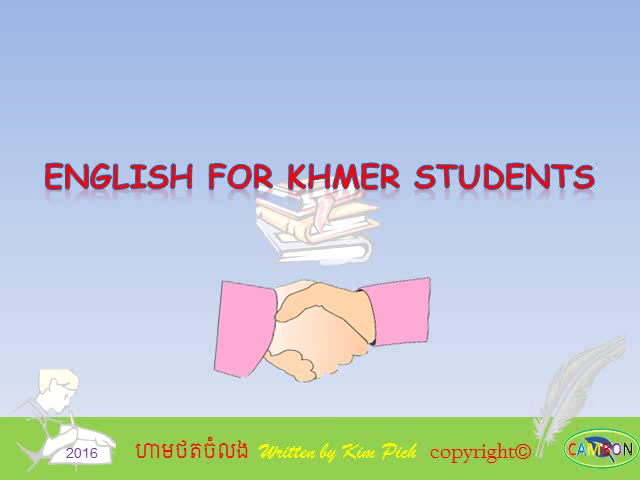 ENGLISH FOR KHMER STUDENTS
2016 ហាមថតចំលង Written by Kim Pich copyright© CAMBON